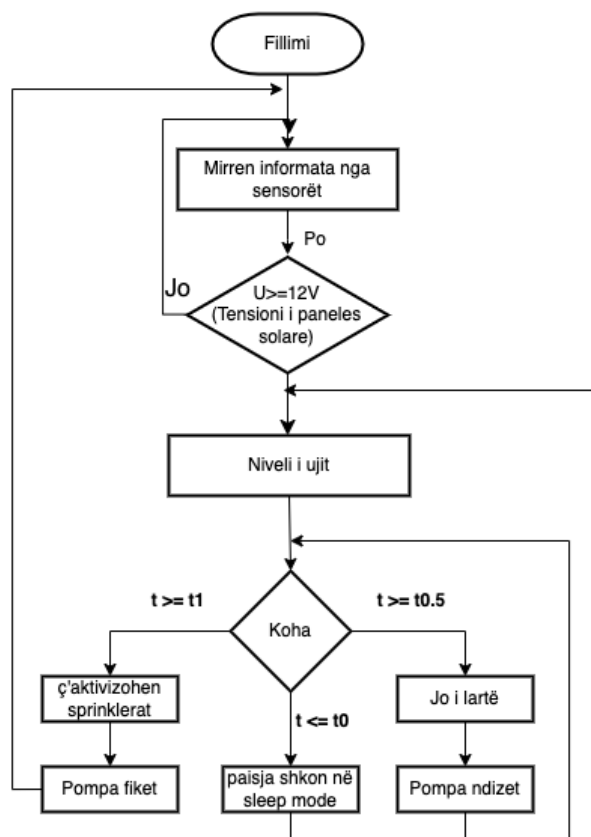 Fillimi
Mirren informata nga
sensorët
Po
Jo
U>=12V
(Tensioni i paneles
solare)
Niveli i ujit
t >= t1
t >= t0.5
Koha
ç'aktivizohen
sprinklerat
Jo i lartë
t <= t0
Pompa fiket
paisja shkon në
sleep mode
Pompa ndizet